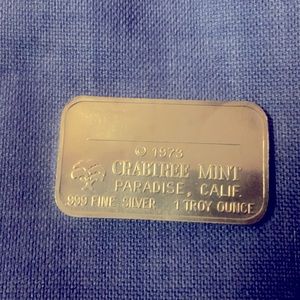 © 1973
CRABTREE MINT
PARADISE, CALIF.
.999 FINE SILVER 1 TROY OUNCE